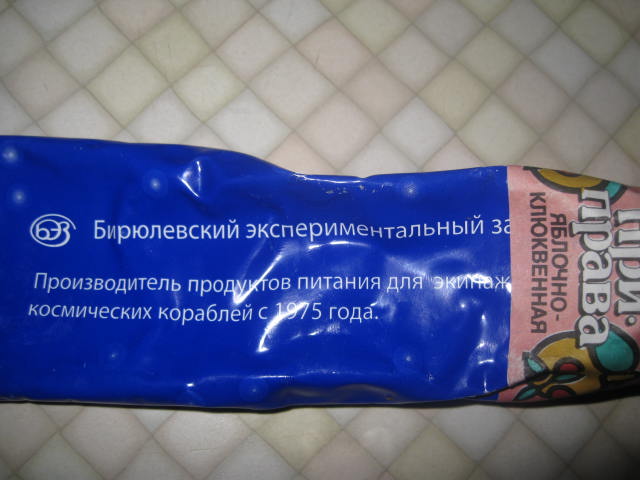 БЭЗ Бирюлевский экспериментальный за
Производитель продуктов питания для экипаж
космических кораблей с 1975 года.
При-
права
ЯБЛОЧНО-
КЛЮКВЕННАЯ